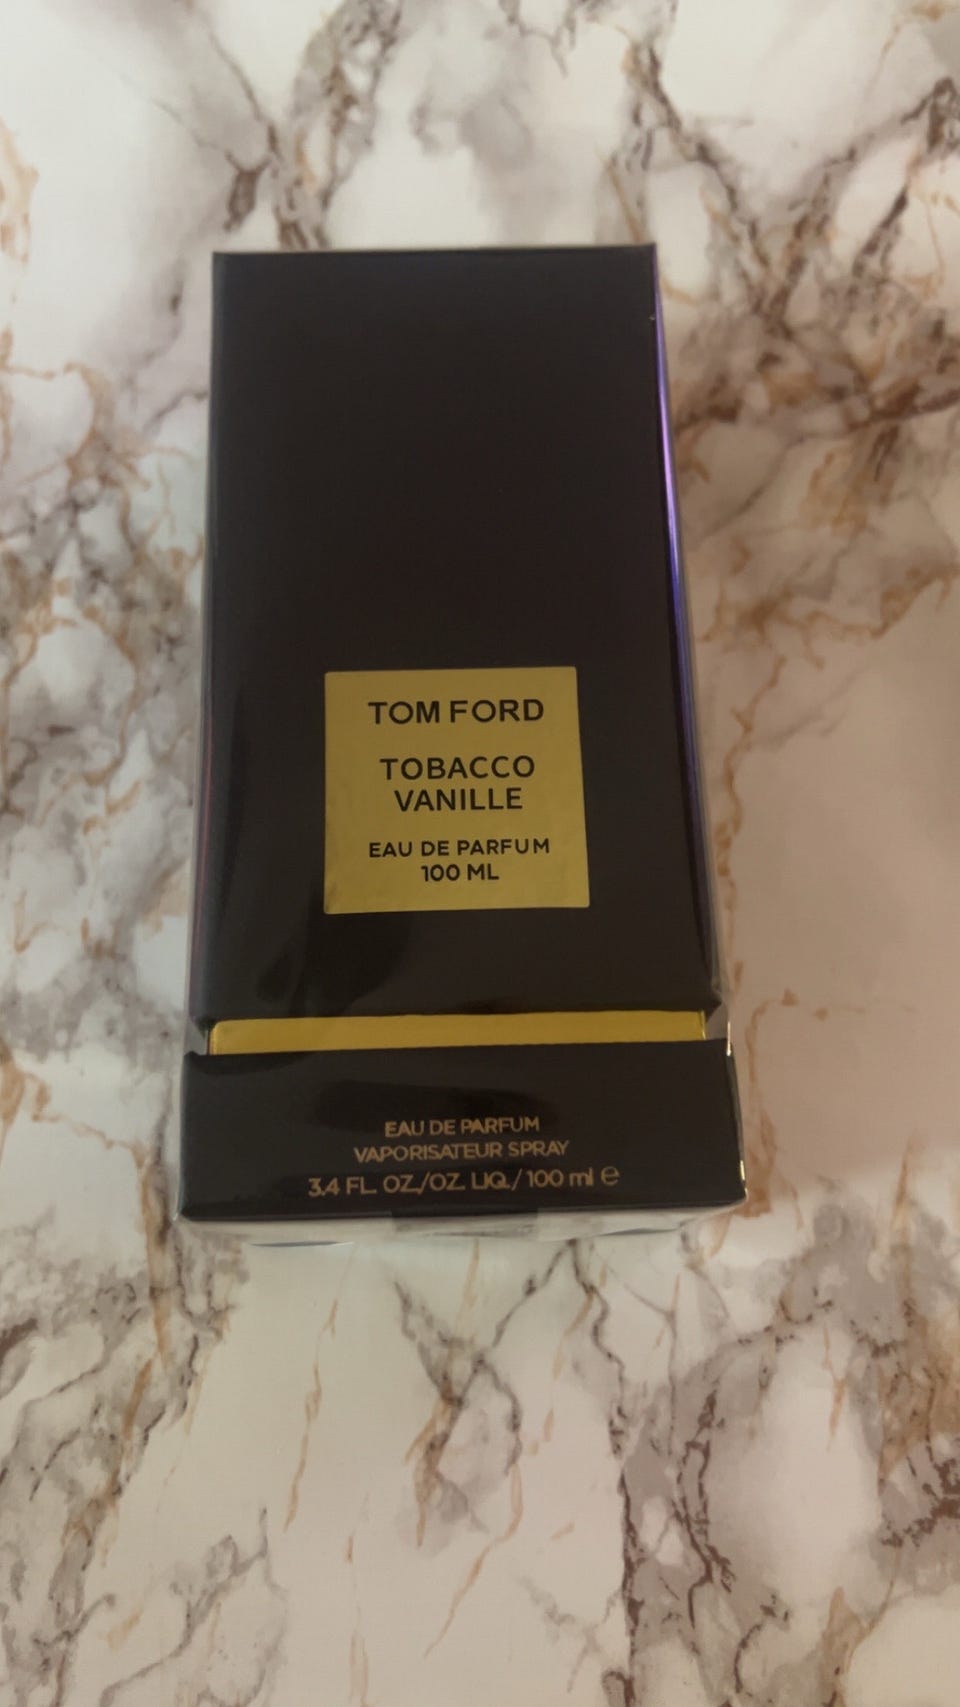 TOM FORD
TOBACCO
VANILLE
EAU DE PARFUM
100 ML
EAU DE PARFUM
VAPORISATEUR SPRAY
3.4 FL. OZ./OZ. LIQ./100 ml ℮